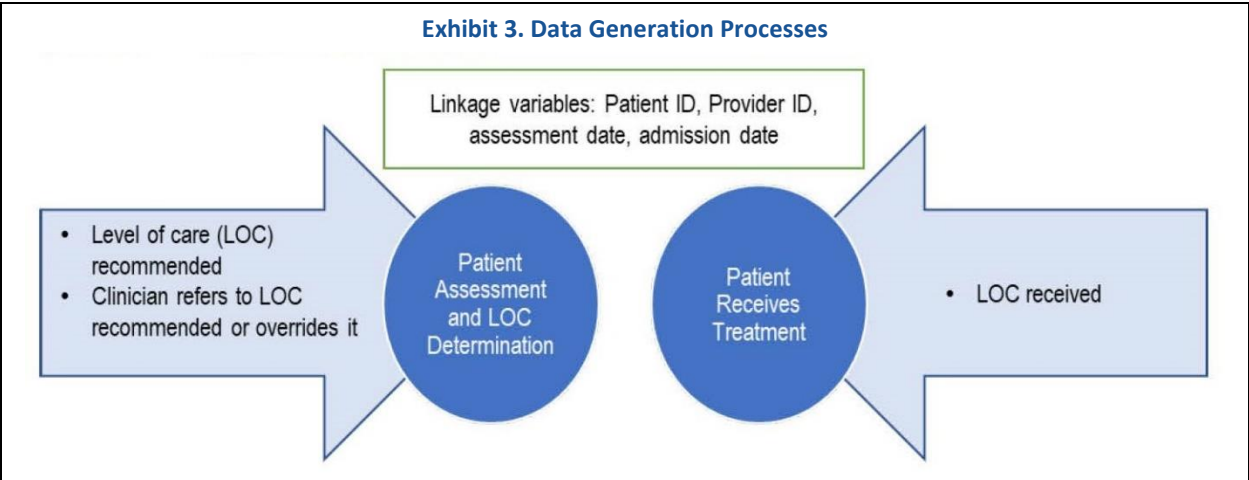 Exhibit 3. Data Generation Processes
Linkage variables: Patient ID, Provider ID,
assessment date, admission date
• Level of care (LOC)
recommended
• Clinician refers to LOC
recommended or overrides it
Patient
Assessment
and LOC
Determination
Patient
Receives
Treatment
• LOC received